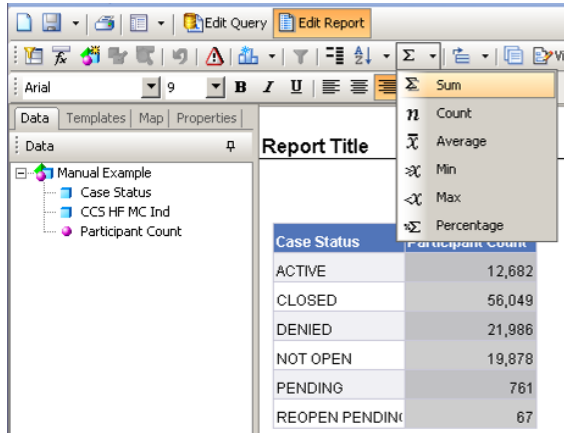 Edit Query Edit Report
Σ Vi
Arial 9 B I U
Data Templates Map Properties Σ Sum
Data n Count
Report Title x̄ Average
Manual Example >x Min
Case Status <x Max
CCS HF MC Ind %Σ Percentage
Participant Count
Case Status Participant Count
ACTIVE 12,682
CLOSED 56,049
DENIED 21,986
NOT OPEN 19,878
PENDING 761
REOPEN PENDIN 67